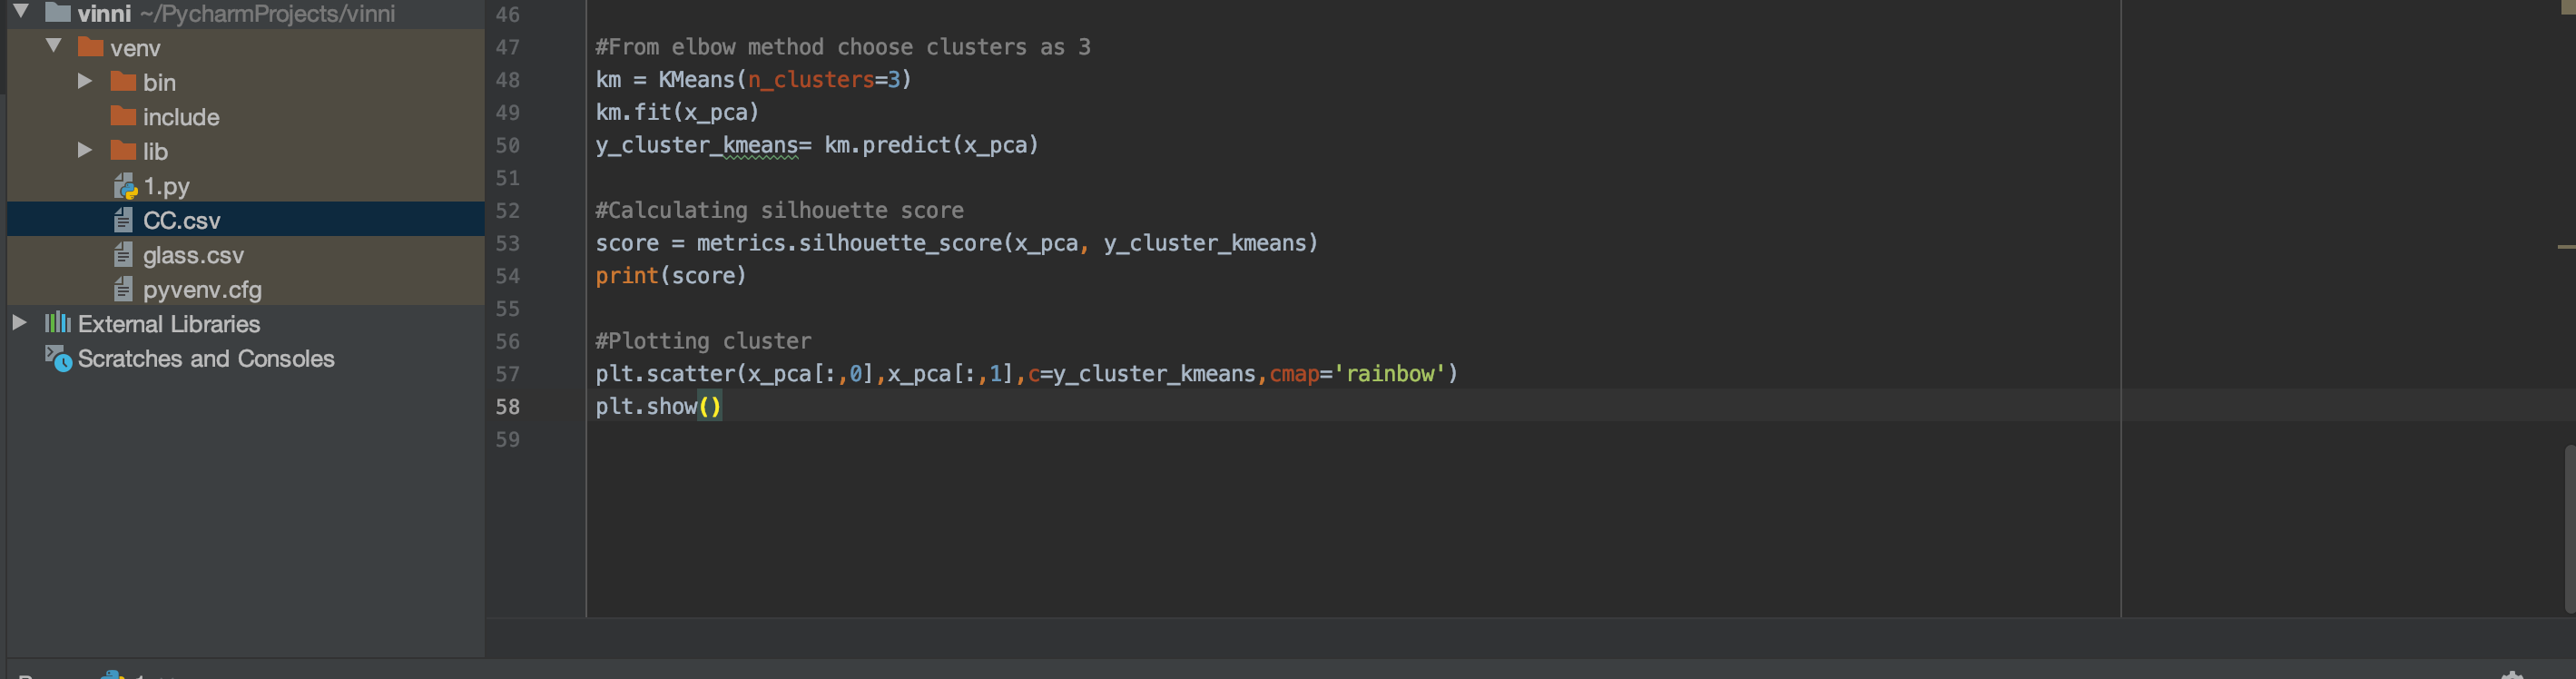 vinni ~/PycharmProjects/vinni
venv
bin
include
lib
1.py
CC.csv
glass.csv
pyvenv.cfg
External Libraries
Scratches and Consoles
46
47 #From elbow method choose clusters as 3
48 km = KMeans(n_clusters=3)
49 km.fit(x_pca)
50 y_cluster_kmeans= km.predict(x_pca)
51
52 #Calculating silhouette score
53 score = metrics.silhouette_score(x_pca, y_cluster_kmeans)
54 print(score)
55
56 #Plotting cluster
57 plt.scatter(x_pca[:,0],x_pca[:,1],c=y_cluster_kmeans,cmap='rainbow')
58 plt.show()
59